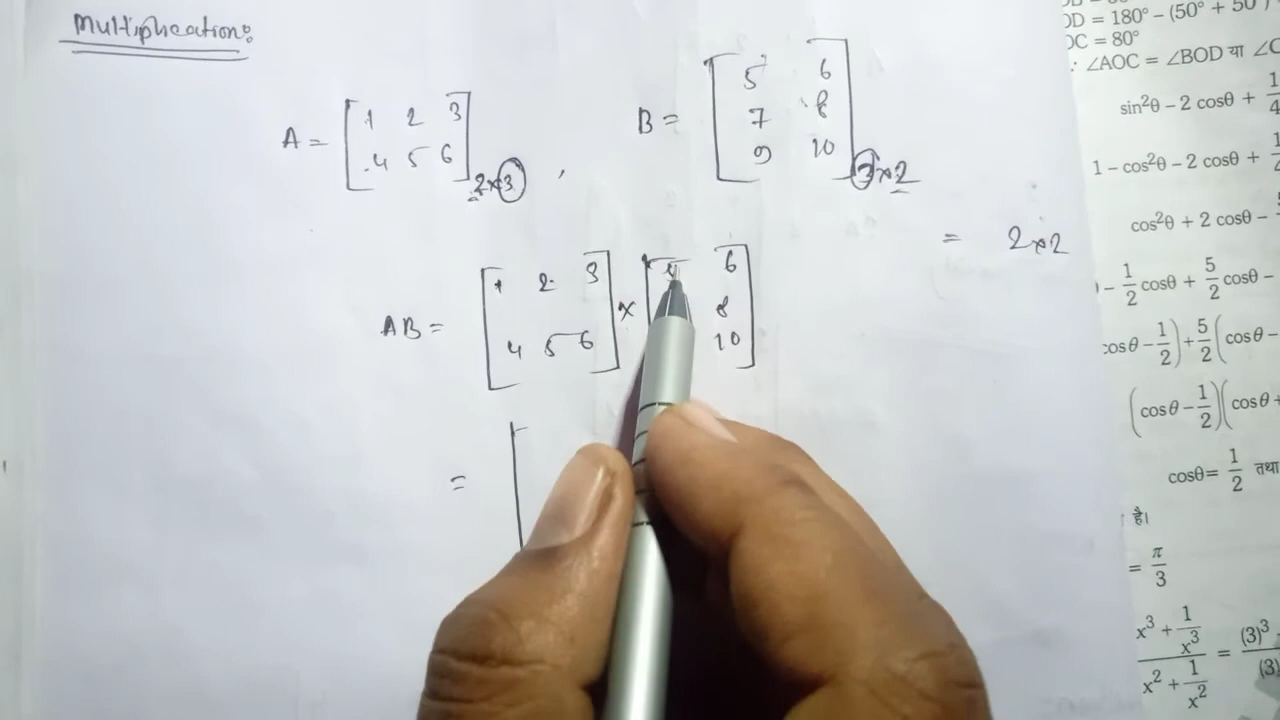 Multiplication:
A = [1 2 3
4 5 6] 2×3 ,
B = [5 6
7 8
9 10] 3×2
= 2×2
AB = [1 2 3
4 5 6] × [ 6
8
10]
= [
OD = 180° – (50° + 50°)
OC = 80°
∴ ∠AOC = ∠BOD या
sin²θ – 2 cosθ +
1 – cos²θ – 2 cosθ +
cos²θ + 2 cosθ –
– 1/2 cosθ + 5/2 cosθ –
cosθ – 1/2) + 5/2 (cosθ –
(cosθ – 1/2)(cosθ +
cosθ = 1/2 तथा
है।
= π/3
x³ + 1/x³
x² + 1/x²
= (3)³
(3)